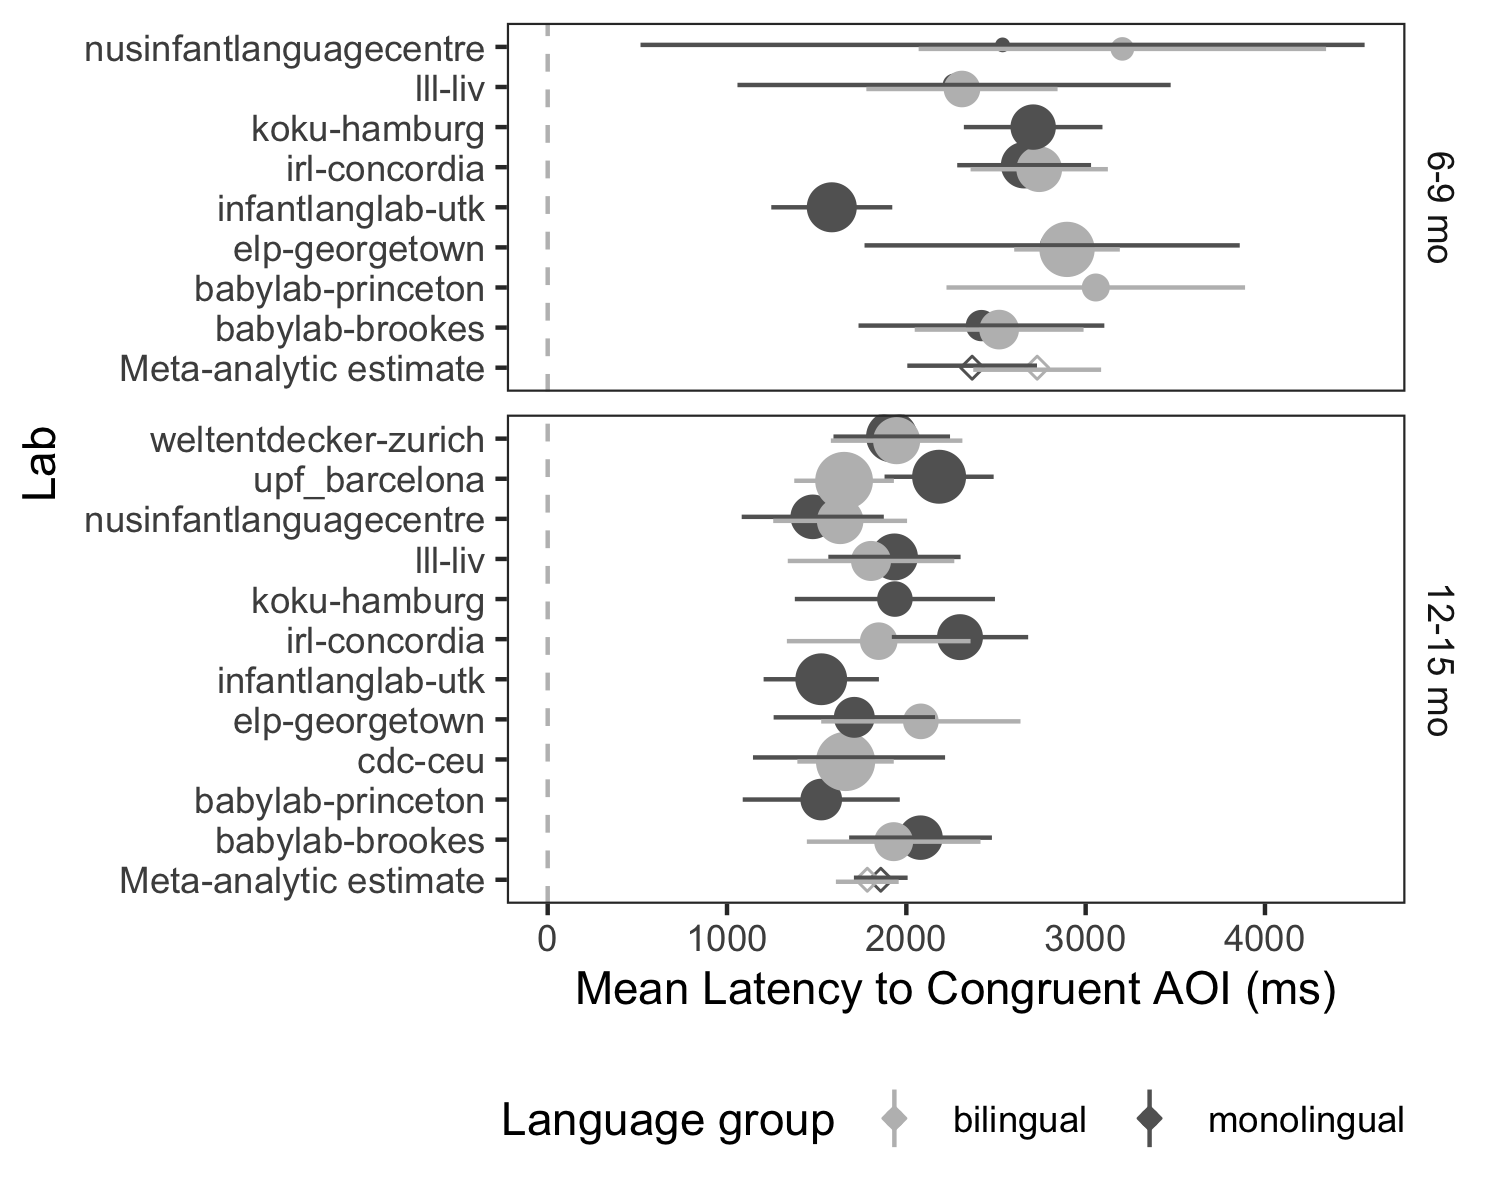 nusinfantlanguagecentre
lll-liv
koku-hamburg
irl-concordia
infantlanglab-utk
elp-georgetown
babylab-princeton
babylab-brookes
Meta-analytic estimate
6-9 mo
Lab
weltentdecker-zurich
upf_barcelona
nusinfantlanguagecentre
lll-liv
koku-hamburg
irl-concordia
infantlanglab-utk
elp-georgetown
cdc-ceu
babylab-princeton
babylab-brookes
Meta-analytic estimate
12-15 mo
0 1000 2000 3000 4000
Mean Latency to Congruent AOI (ms)
Language group bilingual monolingual